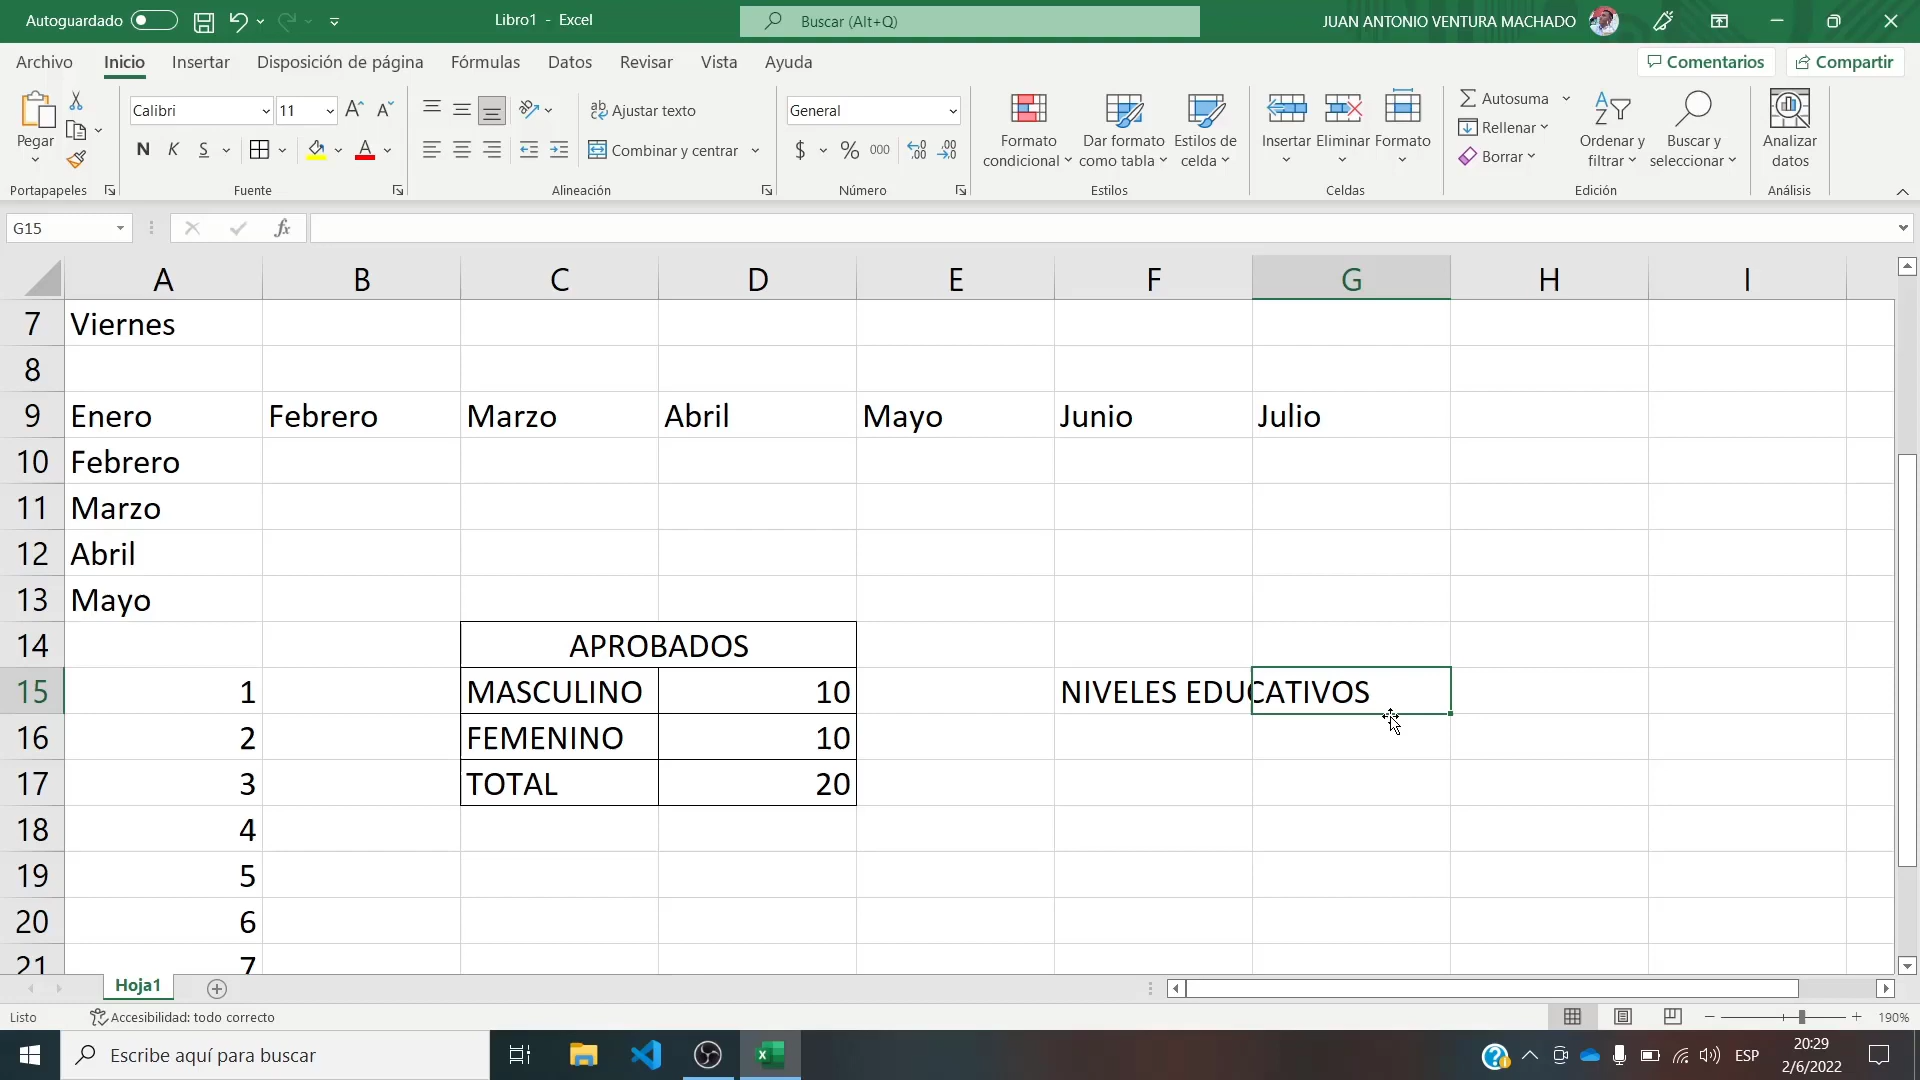 Autoguardado
Libro1 - Excel
Buscar (Alt+Q)
JUAN ANTONIO VENTURA MACHADO
Archivo Inicio Insertar Disposición de página Fórmulas Datos Revisar Vista Ayuda
Comentarios Compartir
Pegar
Portapapeles
Calibri 11
N K S
Fuente
Ajustar texto
Combinar y centrar
Alineación
General
$ % 000
Número
Formato condicional
Dar formato como tabla
Estilos de celda
Estilos
Insertar Eliminar Formato
Celdas
Autosuma
Rellenar
Borrar
Ordenar y filtrar
Buscar y seleccionar
Edición
Analizar datos
Análisis
G15 fx
A B C D E F G H I
7 Viernes
8
9 Enero Febrero Marzo Abril Mayo Junio Julio
10 Febrero
11 Marzo
12 Abril
13 Mayo
14 APROBADOS
15 1 MASCULINO 10 NIVELES EDUCATIVOS
16 2 FEMENINO 10
17 3 TOTAL 20
18 4
19 5
20 6
21 7
Hoja1
Listo Accesibilidad: todo correcto 190%
Escribe aquí para buscar
ESP
20:29
2/6/2022